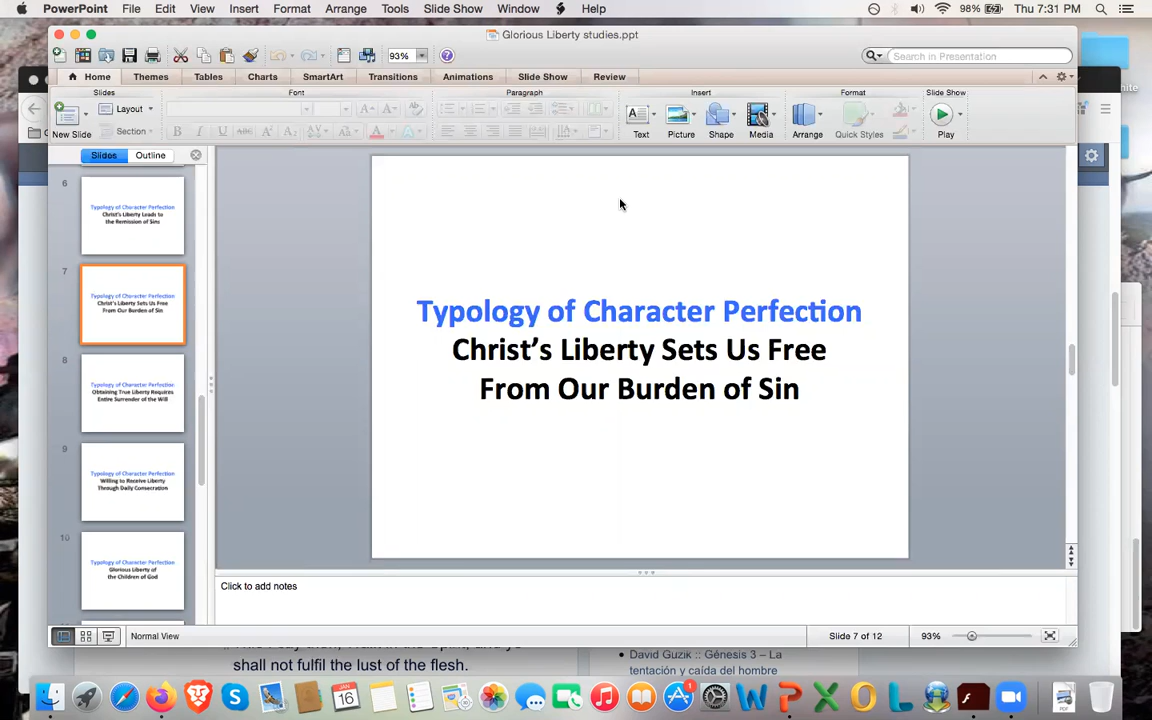 PowerPoint File Edit View Insert Format Arrange Tools Slide Show Window Help 98% Thu 7:31 PM
Glorious Liberty studies.ppt
93% Search in Presentation
Home Themes Tables Charts SmartArt Transitions Animations Slide Show Review
Slides Font Paragraph Insert Format Slide Show
Layout
New Slide Section Text Picture Shape Media Arrange Quick Styles Play
Slides Outline
6
Typology of Character Perfection
Christ's Liberty Leads to
the Remission of Sins
7
Typology of Character Perfection
Christ's Liberty Sets Us Free
From Our Burden of Sin
8
Typology of Character Perfection:
Obtaining True Liberty Requires
Entire Surrender of the Will
9
Typology of Character Perfection
Willing to Receive Liberty
Through Daily Consecration
10
Typology of Character Perfection
Glorious Liberty of
the Children of God
Typology of Character Perfection
Christ's Liberty Sets Us Free
From Our Burden of Sin
Click to add notes
Normal View Slide 7 of 12 93%
shall not fulfil the lust of the flesh.
David Guzik :: Génesis 3 – La
tentación y caída del hombre
JAN
16